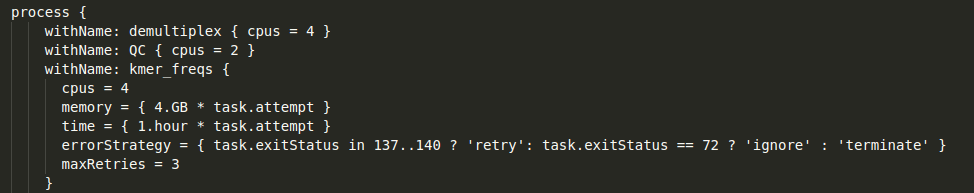 process {
withName: demultiplex { cpus = 4 }
withName: QC { cpus = 2 }
withName: kmer_freqs {
cpus = 4
memory = { 4.GB * task.attempt }
time = { 1.hour * task.attempt }
errorStrategy = { task.exitStatus in 137..140 ? 'retry': task.exitStatus == 72 ? 'ignore' : 'terminate' }
maxRetries = 3
}